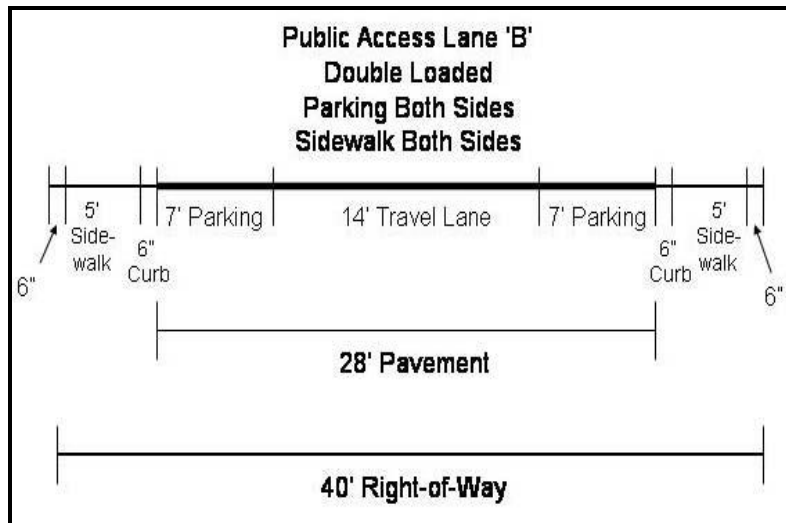 Public Access Lane 'B'
Double Loaded
Parking Both Sides
Sidewalk Both Sides
5'
Side-
walk
6"
6"
Curb
7' Parking
14' Travel Lane
7' Parking
6"
Curb
5'
Side-
walk
6"
28' Pavement
40' Right-of-Way